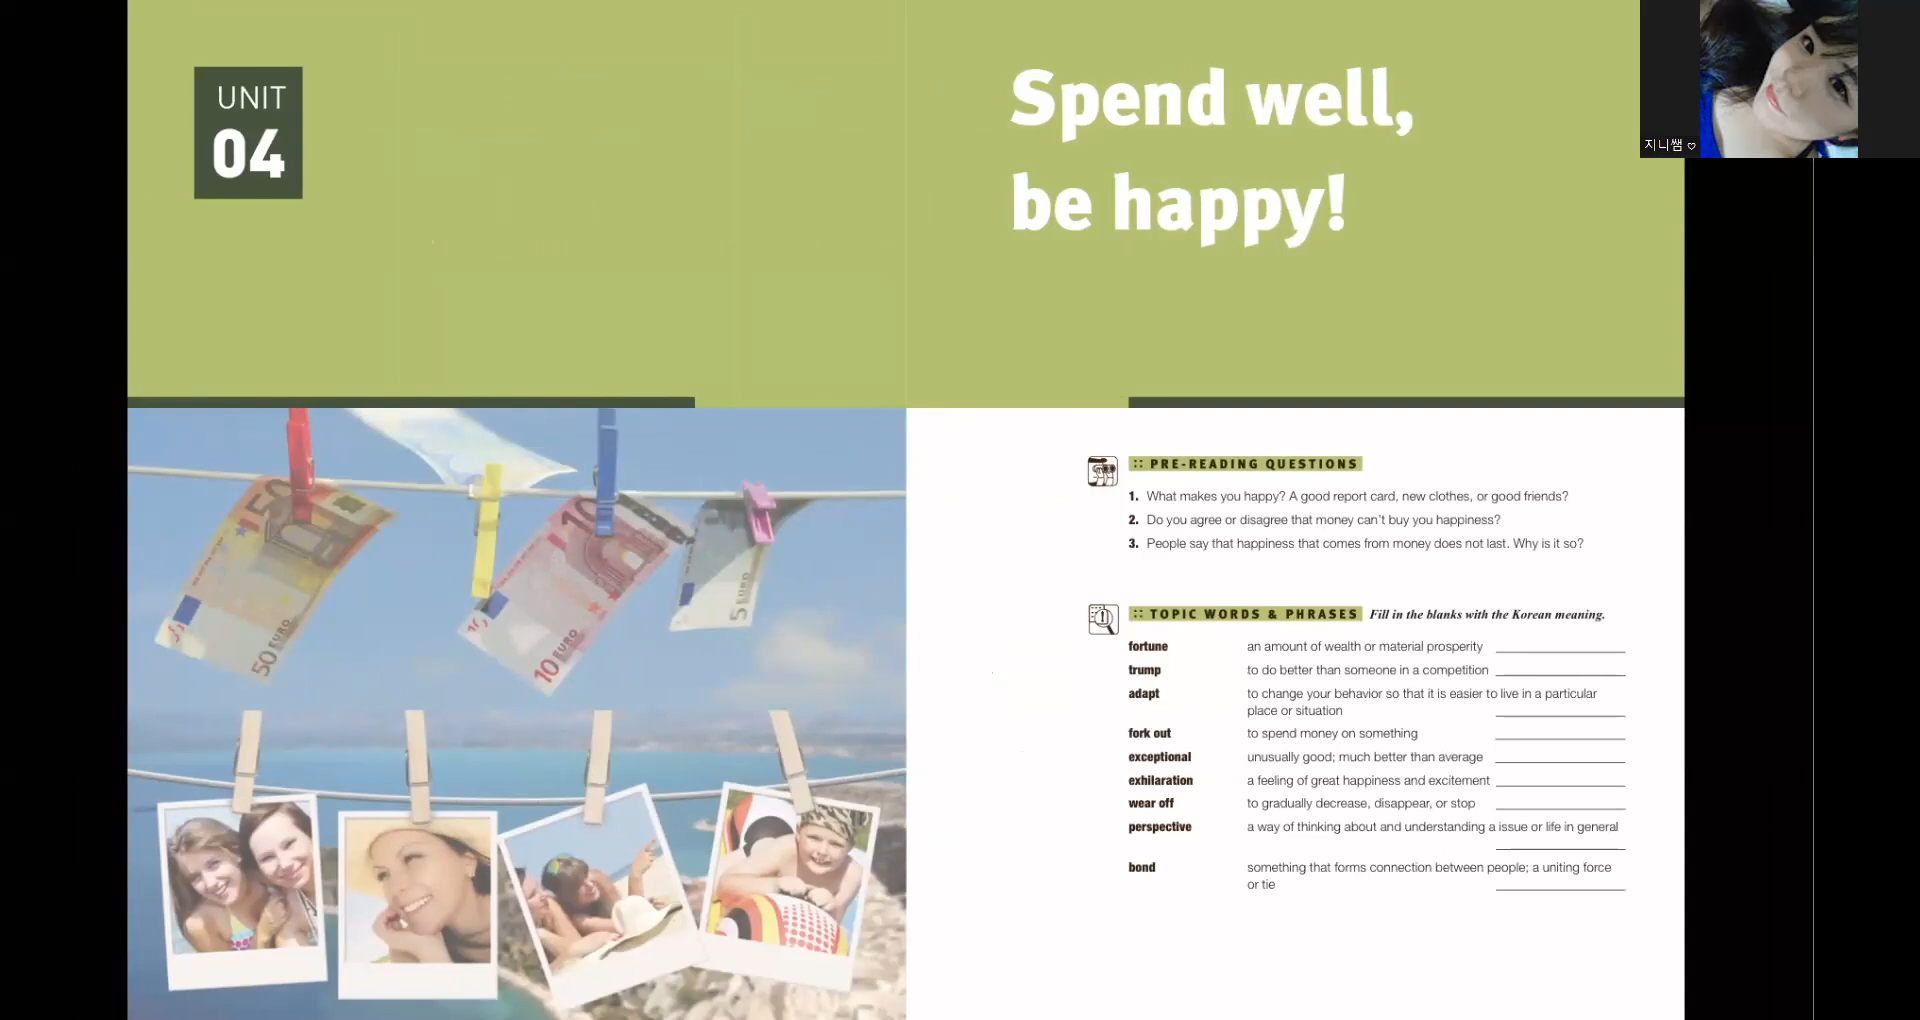 UNIT
04
Spend well,
be happy!
지니쌤 ♡
:: PRE-READING QUESTIONS
1. What makes you happy? A good report card, new clothes, or good friends?
2. Do you agree or disagree that money can't buy you happiness?
3. People say that happiness that comes from money does not last. Why is it so?
:: TOPIC WORDS & PHRASES Fill in the blanks with the Korean meaning.
fortune an amount of wealth or material prosperity
trump to do better than someone in a competition
adapt to change your behavior so that it is easier to live in a particular
place or situation
fork out to spend money on something
exceptional unusually good; much better than average
exhilaration a feeling of great happiness and excitement
wear off to gradually decrease, disappear, or stop
perspective a way of thinking about and understanding a issue or life in general
bond something that forms connection between people; a uniting force
or tie
50
50 EURO
10
10 EURO
5 EURO